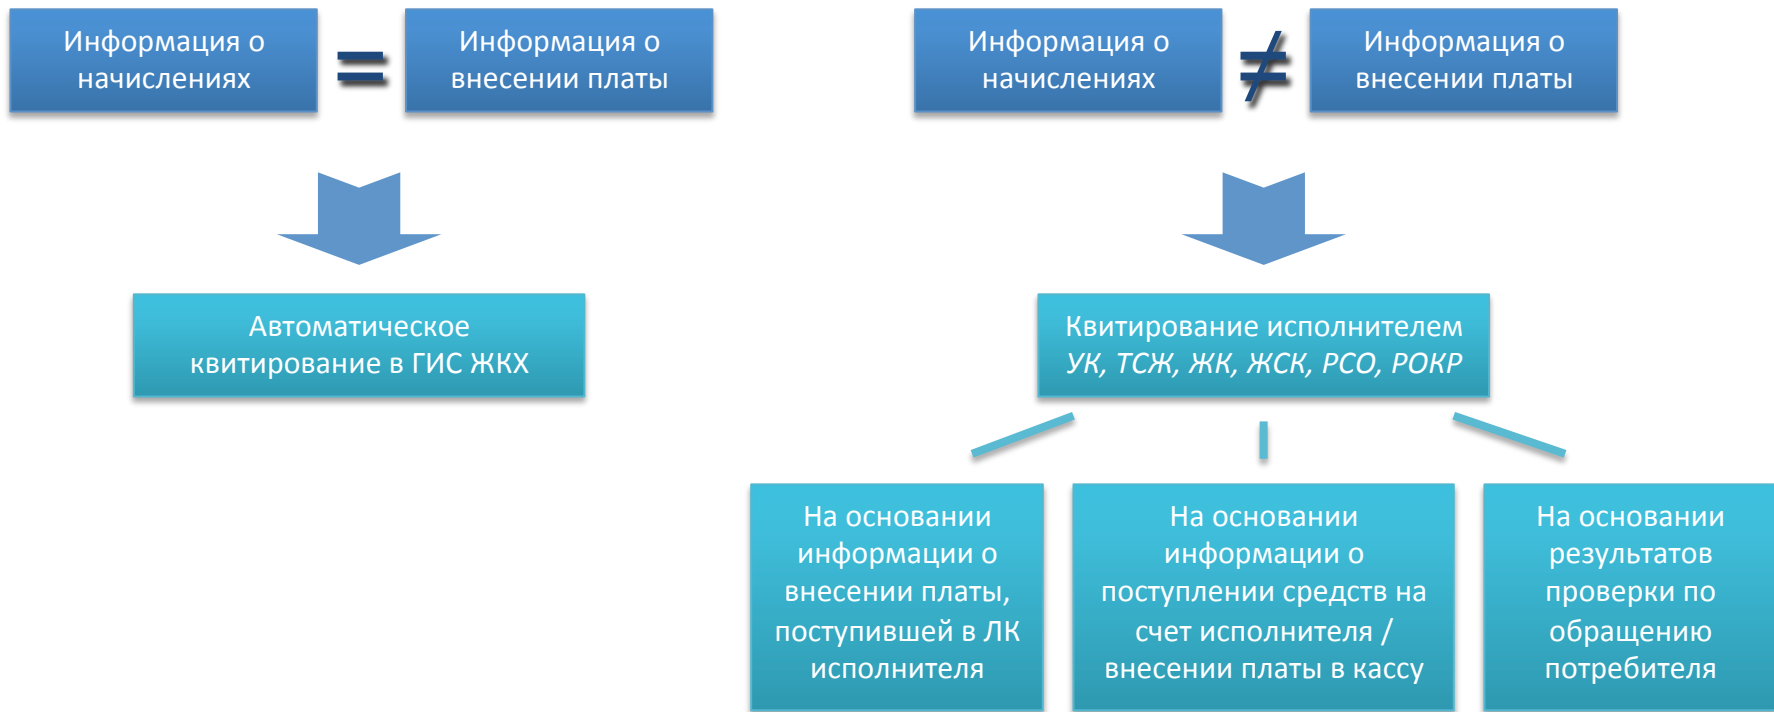 Информация о
начислениях
=
Информация о
внесении платы
Информация о
начислениях
≠
Информация о
внесении платы
Автоматическое
квитирование в ГИС ЖКХ
Квитирование исполнителем
УК, ТСЖ, ЖК, ЖСК, РСО, РОКР
На основании
информации о
внесении платы,
поступившей в ЛК
исполнителя
На основании
информации о
поступлении средств на
счет исполнителя /
внесении платы в кассу
На основании
результатов
проверки по
обращению
потребителя